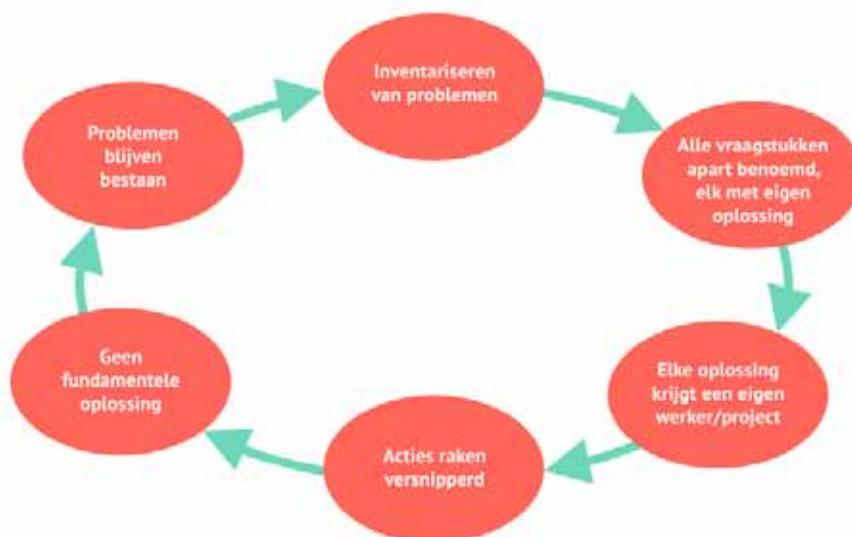 Inventariseren
van problemen
Alle vraagstukken
apart benoemd,
elk met eigen
oplossing
Elke oplossing
krijgt een eigen
werker/project
Acties raken
versnipperd
Geen
fundamentele
oplossing
Problemen
blijven
bestaan